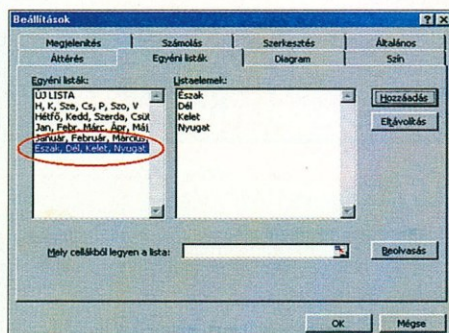 Beállítások
Megjelenítés Számolás Szerkesztés Általános
Áttérés Egyéni listák Diagram Szín
Egyéni listák: Listaelemek:
ÚJ LISTA
H, K, Sze, Cs, P, Szo, V
Hétfő, Kedd, Szerda, Csüt
Jan, Febr, Márc, Ápr, Máj
Január, Február, Március,
Észak, Dél, Kelet, Nyugat
Észak
Dél
Kelet
Nyugat
Hozzáadás
Eltávolítás
Mely cellákból legyen a lista: Beolvasás
OK Mégse